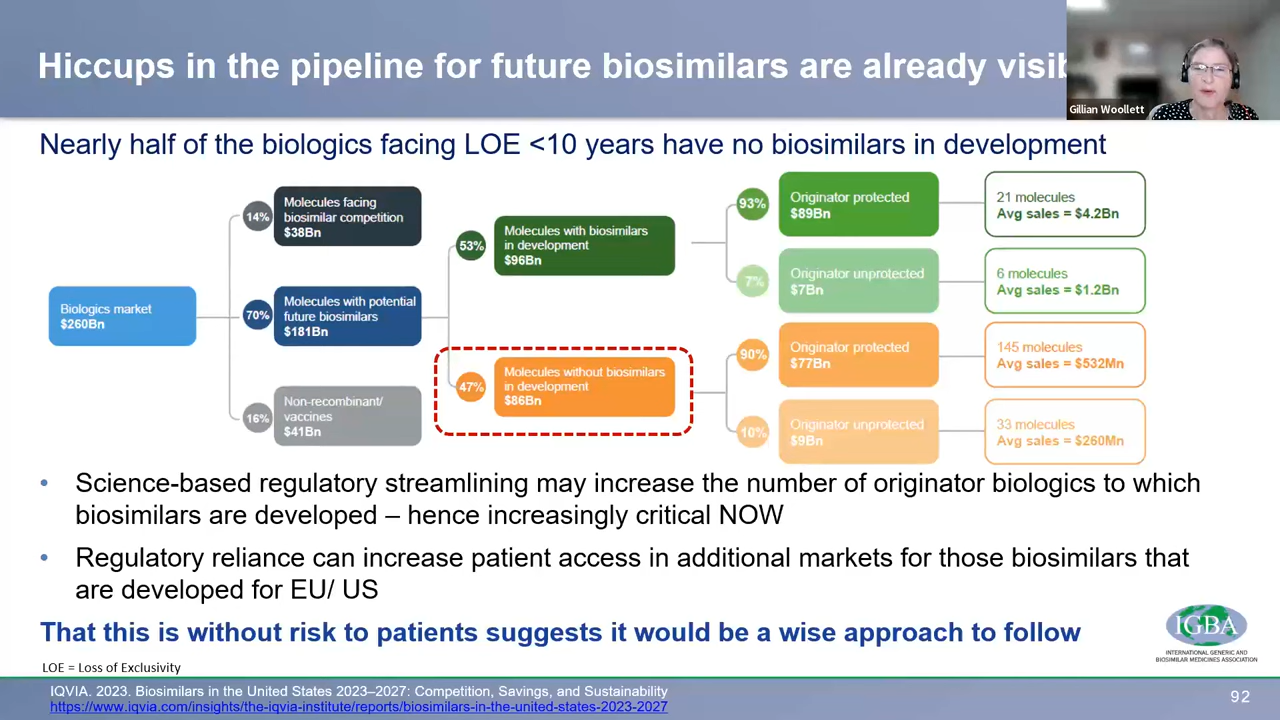 Hiccups in the pipeline for future biosimilars are already
Gillian Woollett
Nearly half of the biologics facing LOE <10 years have no biosimilars in development
Biologics market
$260Bn
14%
Molecules facing
biosimilar competition
$38Bn
70%
Molecules with potential
future biosimilars
$181Bn
16%
Non-recombinant/
vaccines
$41Bn
53%
Molecules with biosimilars
in development
$96Bn
47%
Molecules without biosimilars
in development
$86Bn
93%
Originator protected
$89Bn
21 molecules
Avg sales = $4.2Bn
7%
Originator unprotected
$7Bn
6 molecules
Avg sales = $1.2Bn
90%
Originator protected
$77Bn
145 molecules
Avg sales = $532Mn
10%
Originator unprotected
$9Bn
33 molecules
Avg sales = $260Mn
• Science-based regulatory streamlining may increase the number of originator biologics to which
biosimilars are developed – hence increasingly critical NOW
• Regulatory reliance can increase patient access in additional markets for those biosimilars that
are developed for EU/ US
That this is without risk to patients suggests it would be a wise approach to follow
IGBA
INTERNATIONAL GENERIC AND
BIOSIMILAR MEDICINES ASSOCIATION
LOE = Loss of Exclusivity
IQVIA. 2023. Biosimilars in the United States 2023–2027: Competition, Savings, and Sustainability
https://www.iqvia.com/insights/the-iqvia-institute/reports/biosimilars-in-the-united-states-2023-2027
92